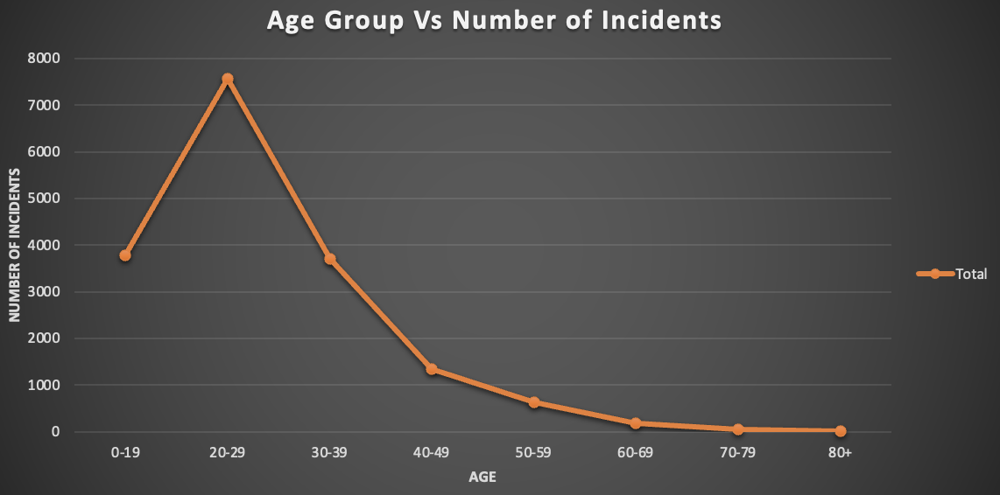 Age Group Vs Number of Incidents
8000
7000
6000
5000
4000
3000
2000
1000
0
NUMBER OF INCIDENTS
0-19 20-29 30-39 40-49 50-59 60-69 70-79 80+
AGE
Total